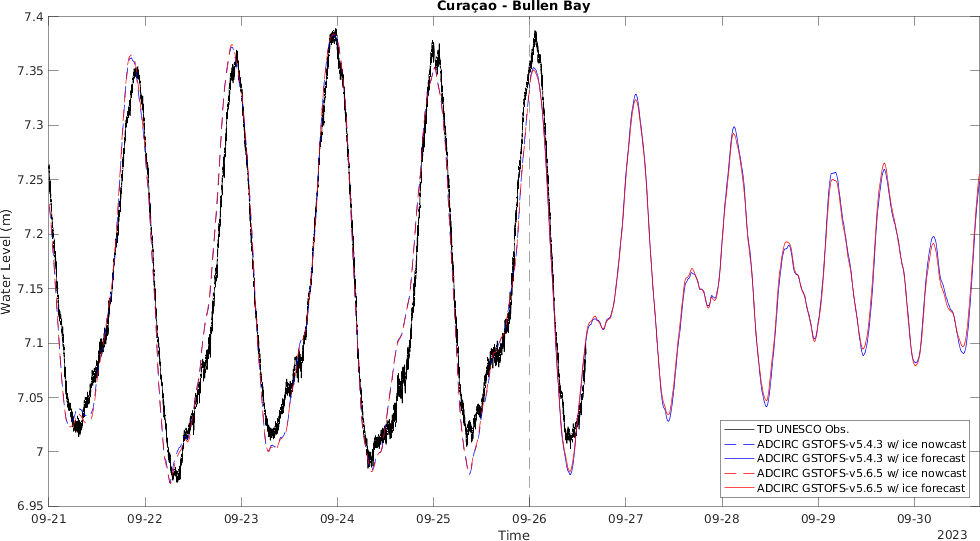 Curaçao - Bullen Bay
7.4
7.35
7.3
7.25
7.2
7.15
7.1
7.05
7
6.95
Water Level (m)
09-21
09-22
09-23
09-24
09-25
09-26
09-27
09-28
09-29
09-30
Time
2023
TD UNESCO Obs.
ADCIRC GSTOFS-v5.4.3 w/ ice nowcast
ADCIRC GSTOFS-v5.4.3 w/ ice forecast
ADCIRC GSTOFS-v5.6.5 w/ ice nowcast
ADCIRC GSTOFS-v5.6.5 w/ ice forecast